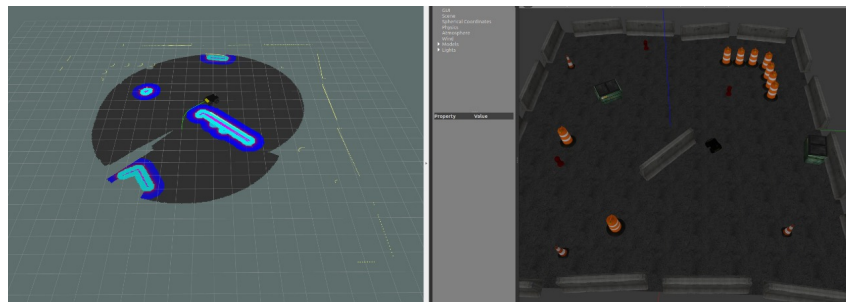 GUI
Scene
Spherical Coordinates
Physics
Atmosphere
Wind
Models
Lights
Property Value